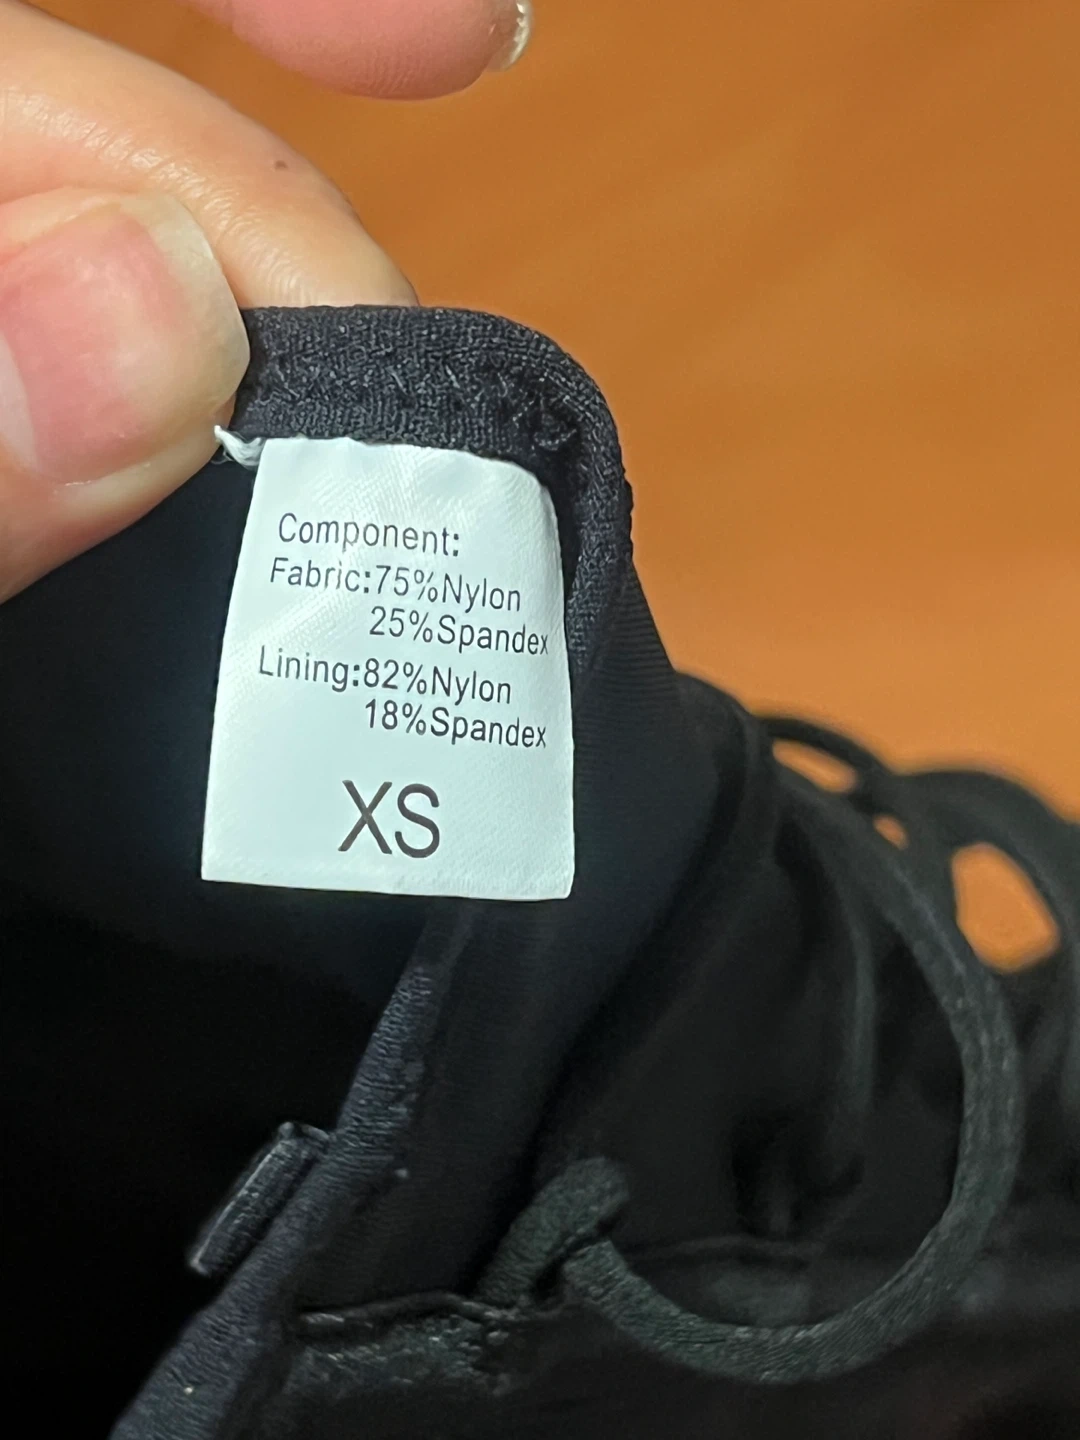 Component:
Fabric:75%Nylon
25%Spandex
Lining:82%Nylon
18%Spandex
XS